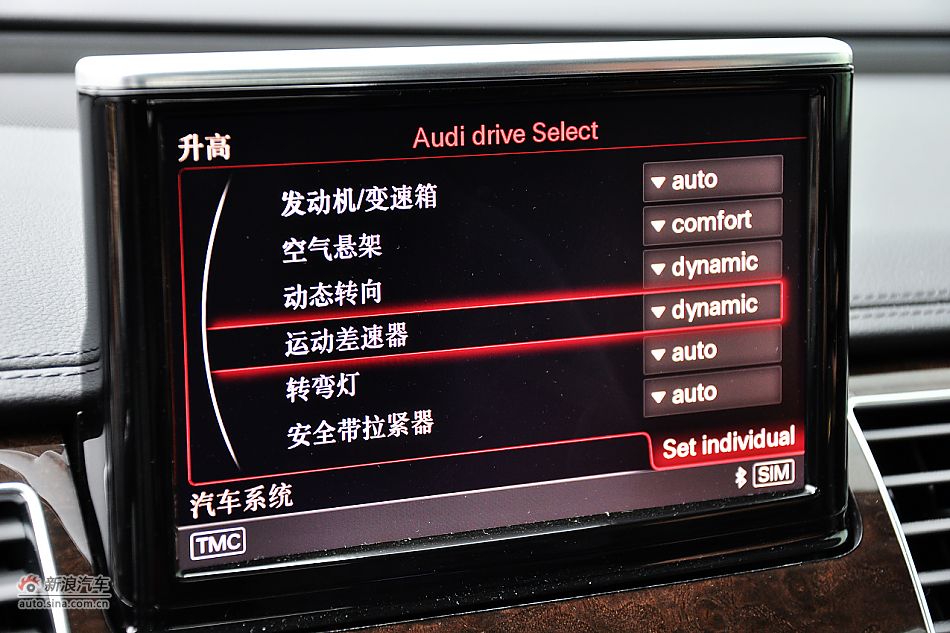 升高
Audi drive Select
发动机/变速箱 auto
空气悬架 comfort
动态转向 dynamic
运动差速器 dynamic
转弯灯 auto
安全带拉紧器 auto
Set individual
汽车系统
SIM
TMC
新浪汽车
auto.sina.com.cn